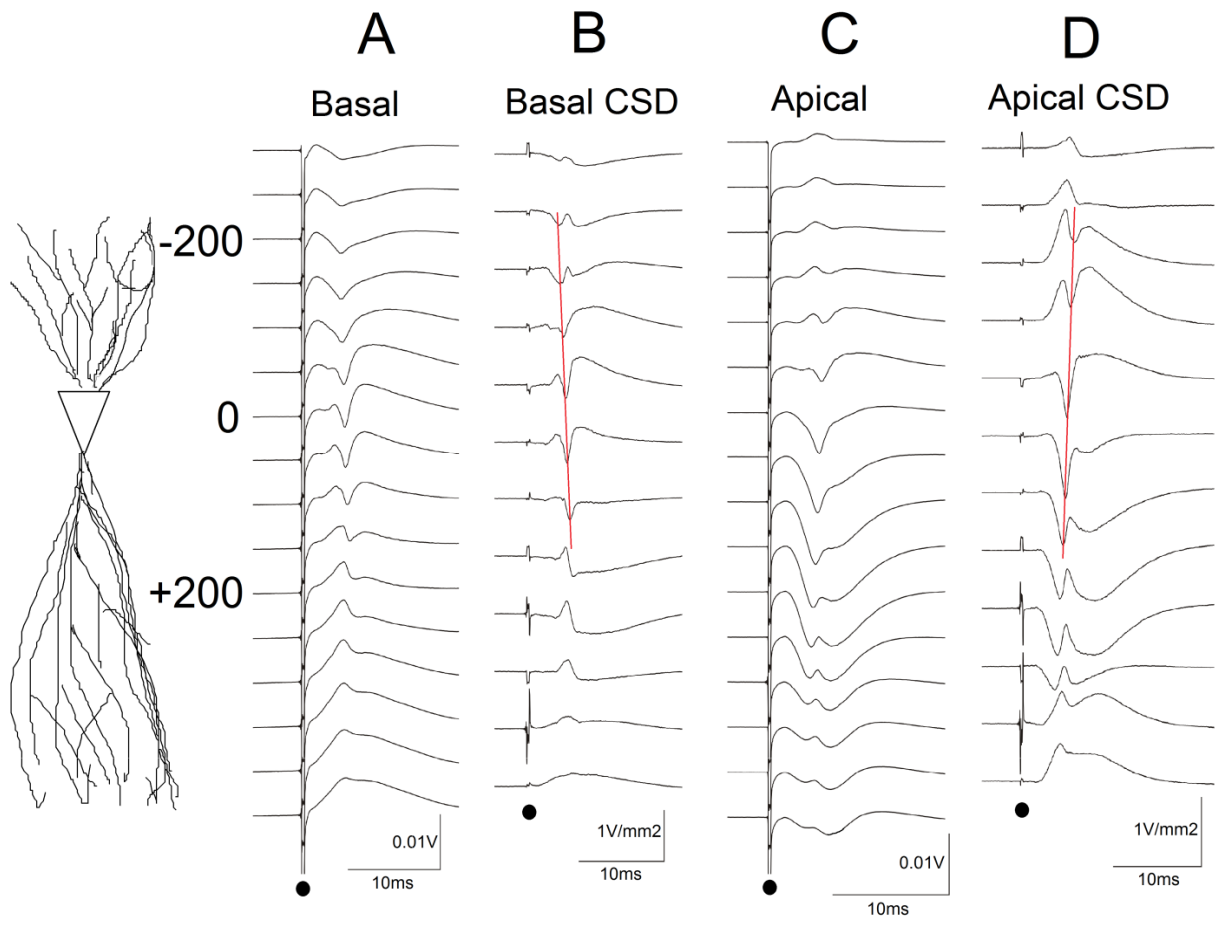 A
B
C
D
Basal
Basal CSD
Apical
Apical CSD
-200
0
+200
0.01V
10ms
1V/mm2
10ms
0.01V
10ms
1V/mm2
10ms